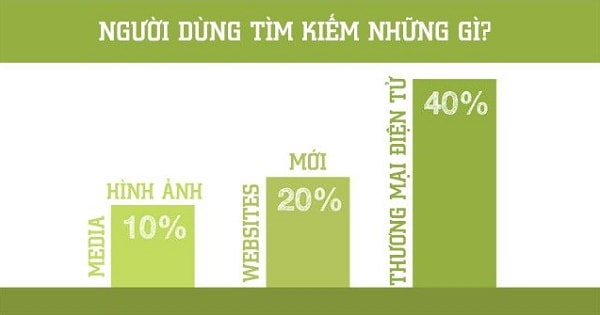 NGƯỜI DÙNG TÌM KIẾM NHỮNG GÌ?
MEDIA
HÌNH ẢNH
10%
WEBSITES
MỚI
20%
THƯƠNG MẠI ĐIỆN TỬ
40%